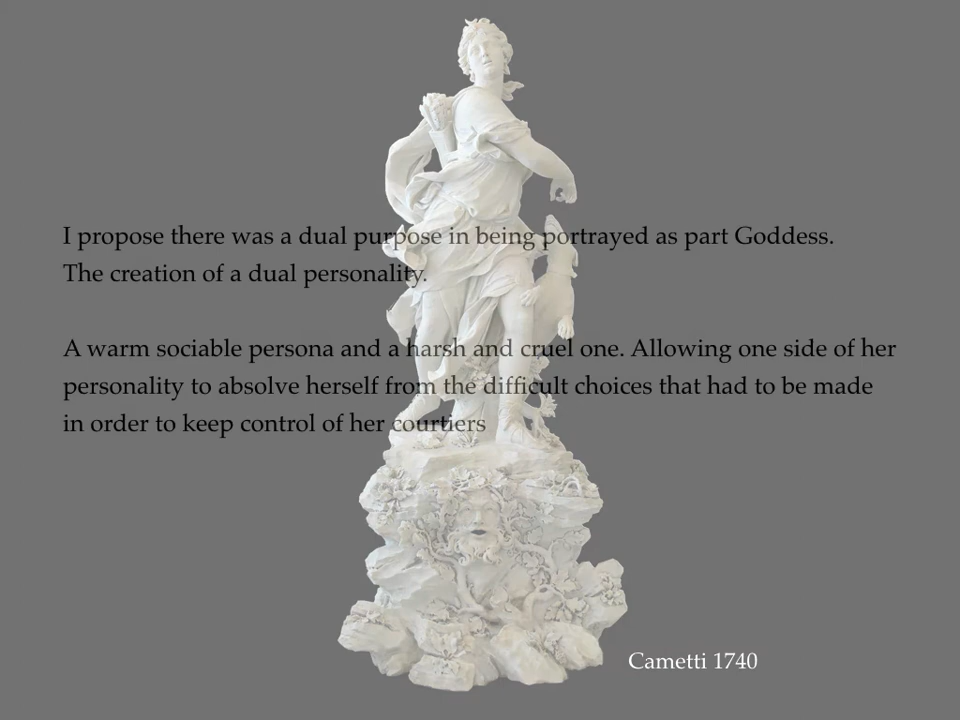 I propose there was a dual purpose in being portrayed as part Goddess.
The creation of a dual personality.
A warm sociable persona and a harsh and cruel one. Allowing one side of her
personality to absolve herself from the difficult choices that had to be made
in order to keep control of her courtiers
Cametti 1740